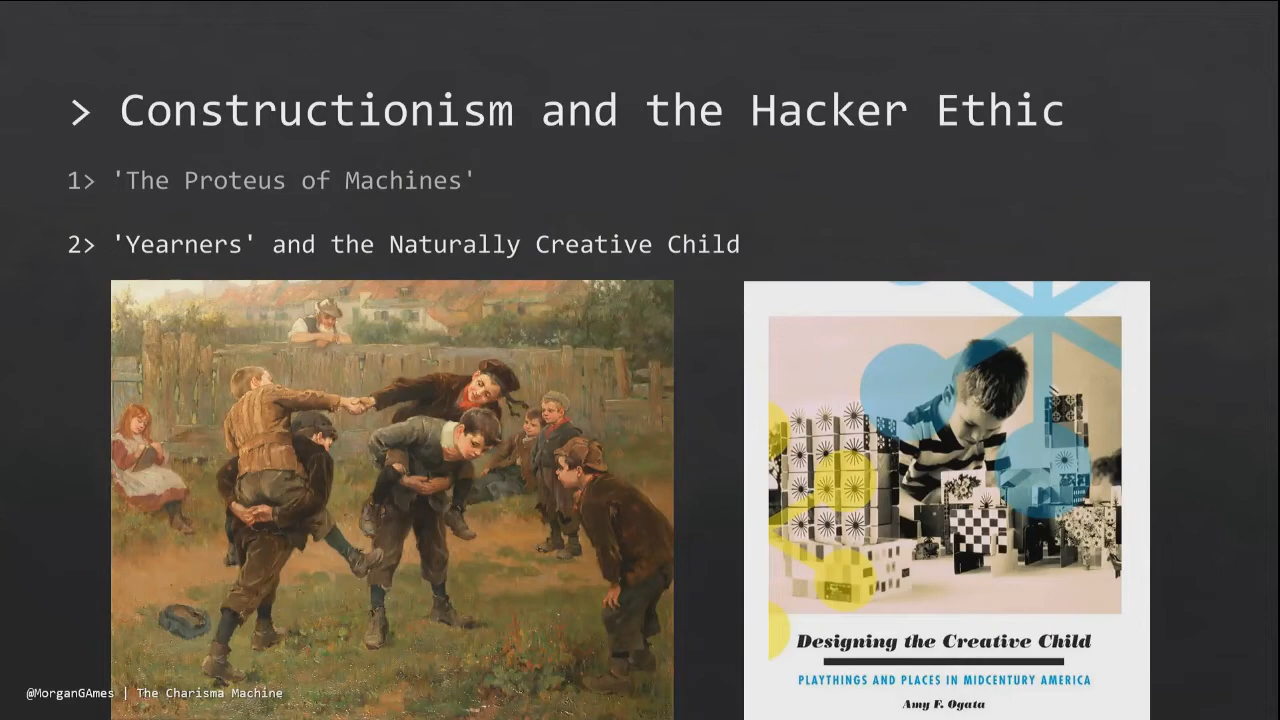 > Constructionism and the Hacker Ethic
1> 'The Proteus of Machines'
2> 'Yearners' and the Naturally Creative Child
Designing the Creative Child
PLAYTHINGS AND PLACES IN MIDCENTURY AMERICA
Amy F. Ogata
@MorganGAmes | The Charisma Machine